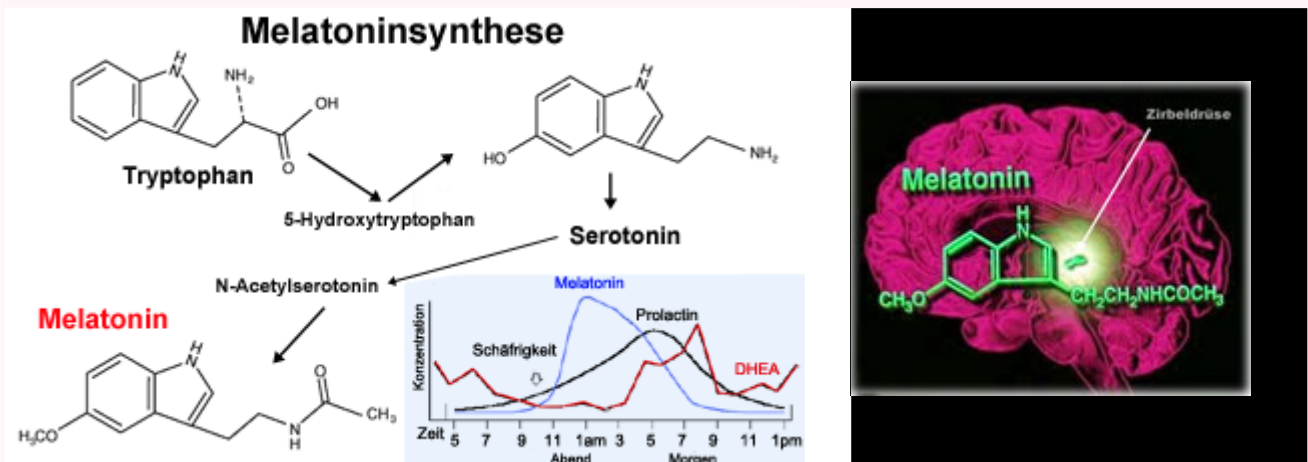 Melatoninsynthese
H
N
NH₂
OH
O
Tryptophan
5-Hydroxytryptophan
H
N
HO
NH₂
Serotonin
N-Acetylserotonin
Melatonin
H
N
H₃CO
O
N
H
CH₃
Melatonin
Prolactin
Schäfrigkeit
DHEA
Konzentration
Zeit 5 7 9 11 1am 3 5 7 9 11 1pm
Abend Morgen
Zirbeldrüse
Melatonin
H
N
CH₃O
CH₂CH₂NHCOCH₃